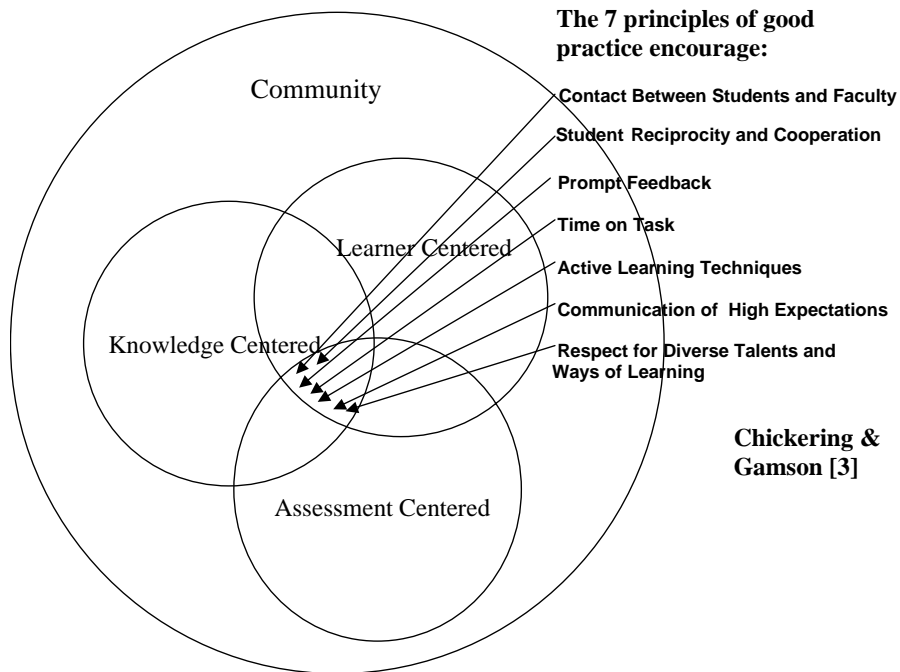 The 7 principles of good
practice encourage:
Community
Contact Between Students and Faculty
Student Reciprocity and Cooperation
Prompt Feedback
Learner Centered
Time on Task
Active Learning Techniques
Communication of High Expectations
Knowledge Centered
Respect for Diverse Talents and
Ways of Learning
Chickering &
Gamson [3]
Assessment Centered